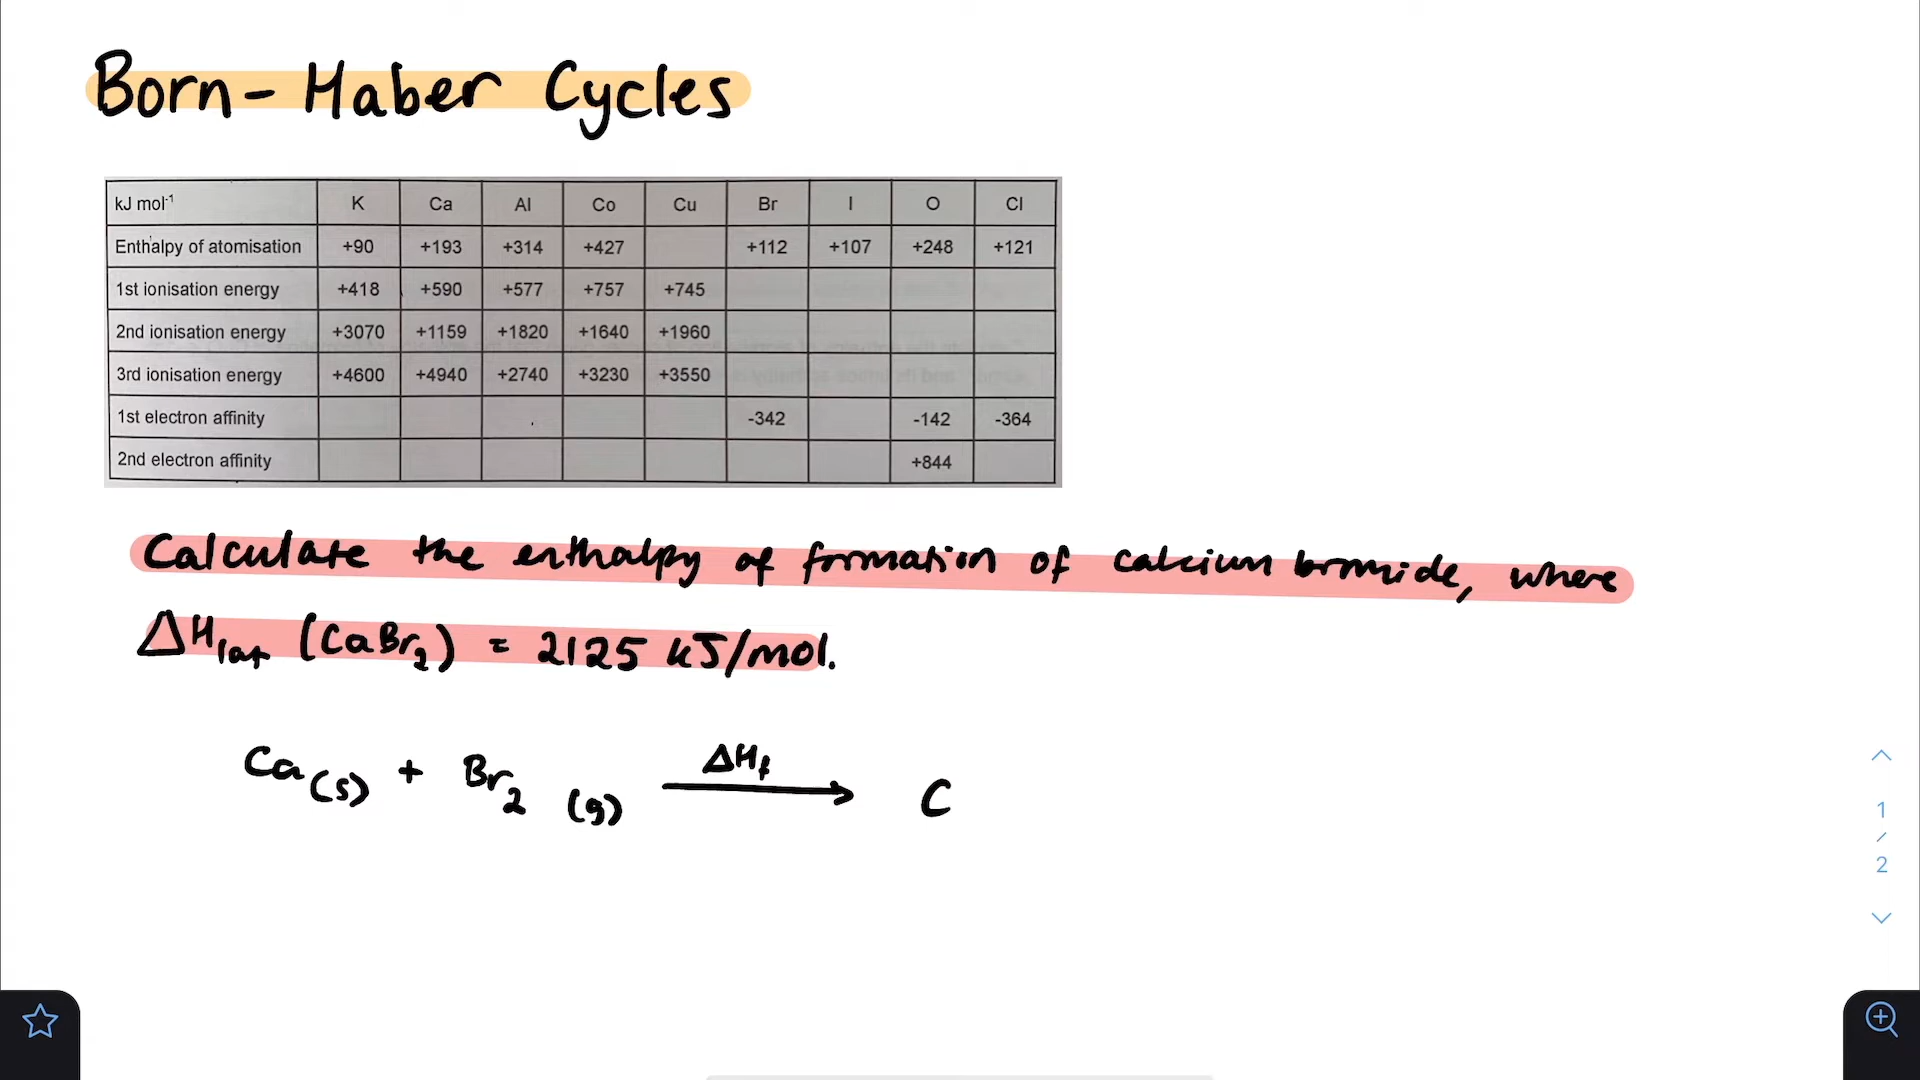 Born-Haber Cycles
kJ mol⁻¹ K Ca Al Co Cu Br I O Cl
Enthalpy of atomisation +90 +193 +314 +427 +112 +107 +248 +121
1st ionisation energy +418 +590 +577 +757 +745
2nd ionisation energy +3070 +1159 +1820 +1640 +1960
3rd ionisation energy +4600 +4940 +2740 +3230 +3550
1st electron affinity -342 -142 -364
2nd electron affinity +844
Calculate the enthalpy of formation of calcium bromide, where
ΔHlat (CaBr₂) = 2125 kJ/mol.
ΔHf
Ca(s) + Br₂ (g) → C
1
/
2